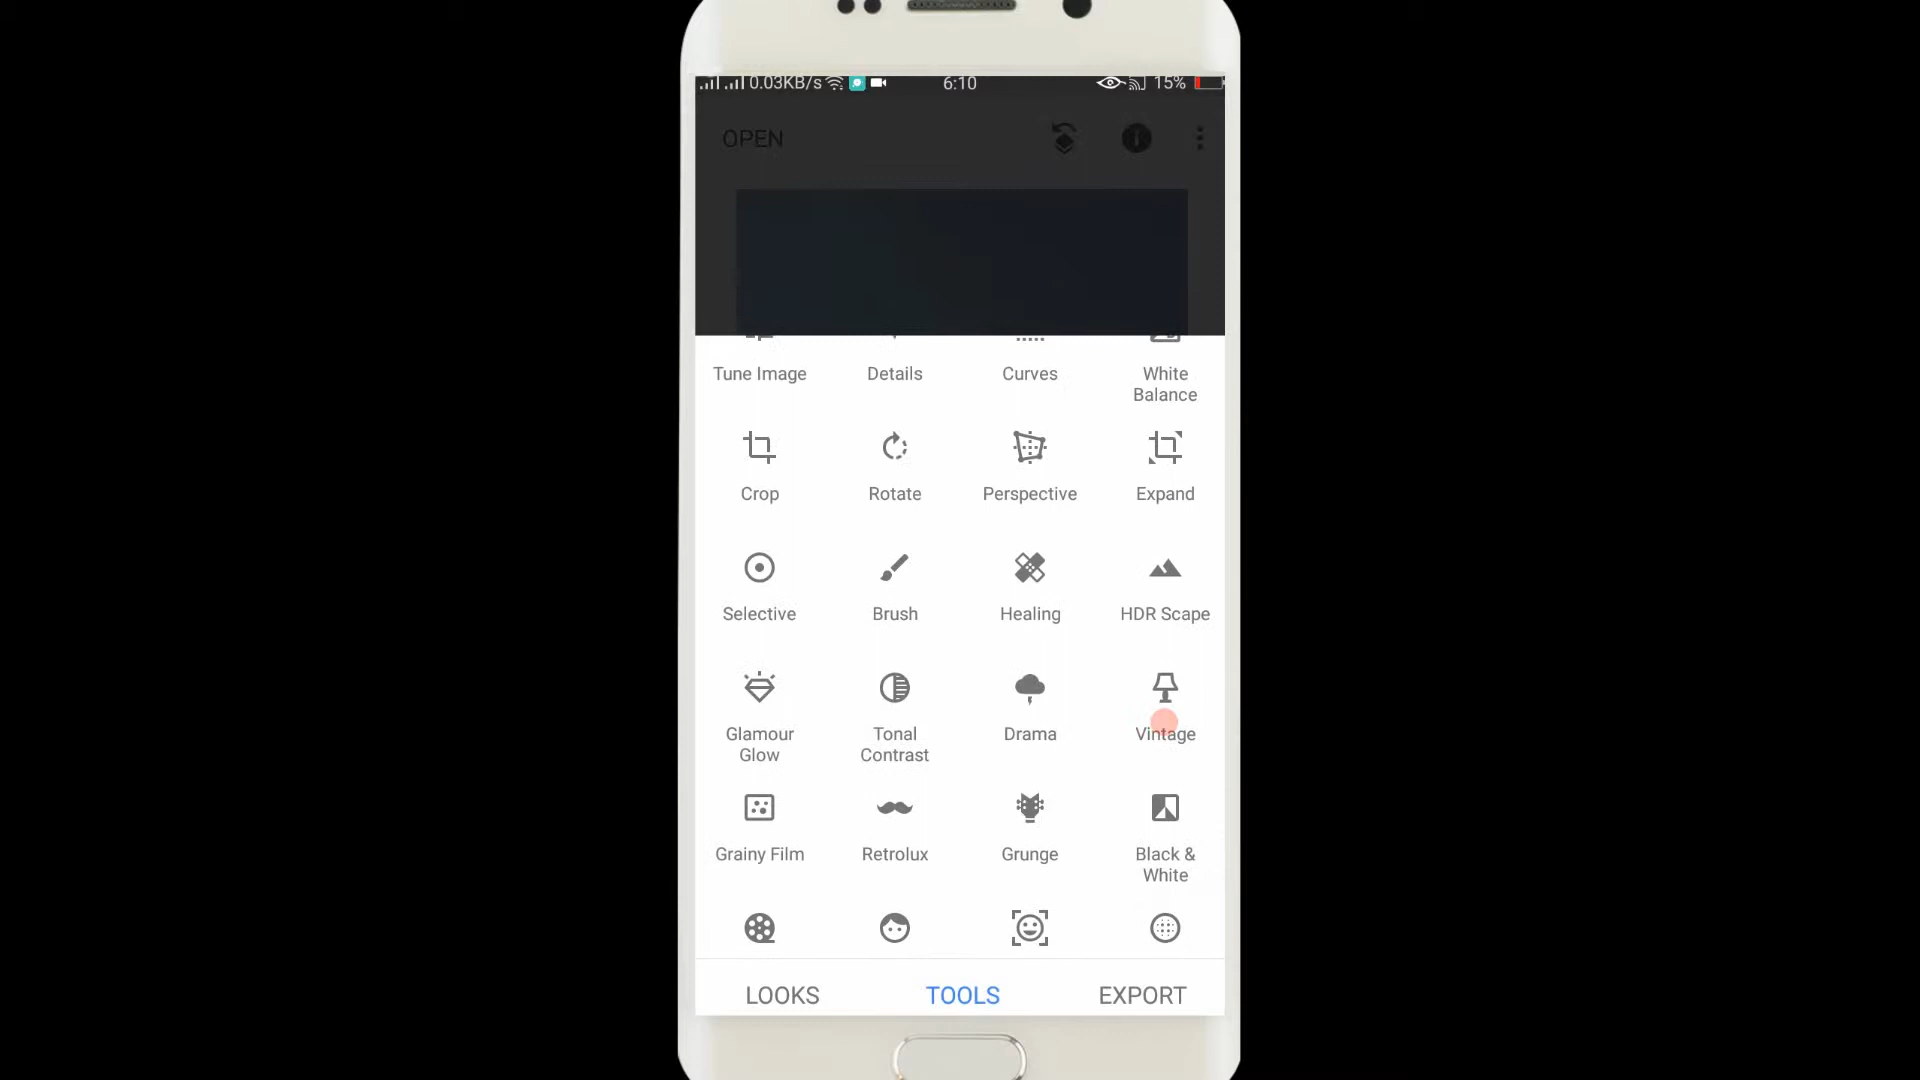 0.03KB/s 6:10 15%
OPEN
Tune Image Details Curves White Balance
Crop Rotate Perspective Expand
Selective Brush Healing HDR Scape
Glamour Glow Tonal Contrast Drama Vintage
Grainy Film Retrolux Grunge Black & White
LOOKS TOOLS EXPORT